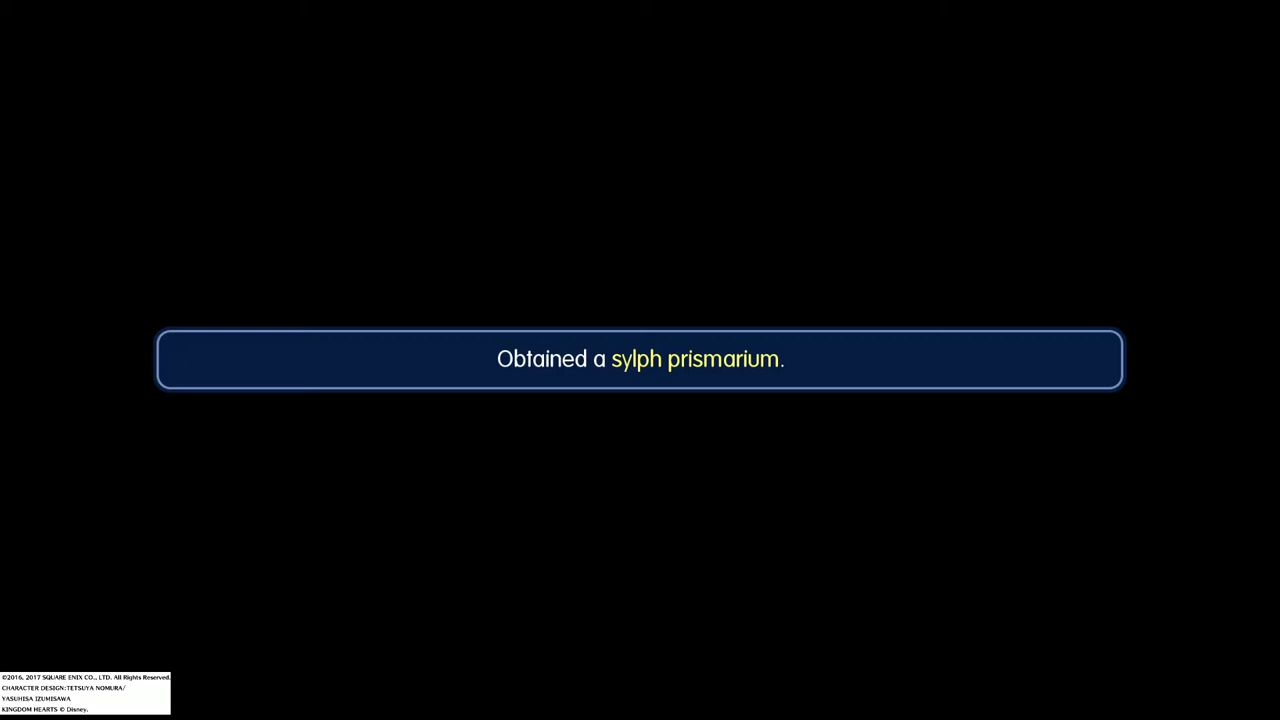 Obtained a sylph prismarium.
©2016, 2017 SQUARE ENIX CO., LTD. All Rights Reserved.
CHARACTER DESIGN:TETSUYA NOMURA/
YASUHISA IZUMISAWA
KINGDOM HEARTS © Disney.